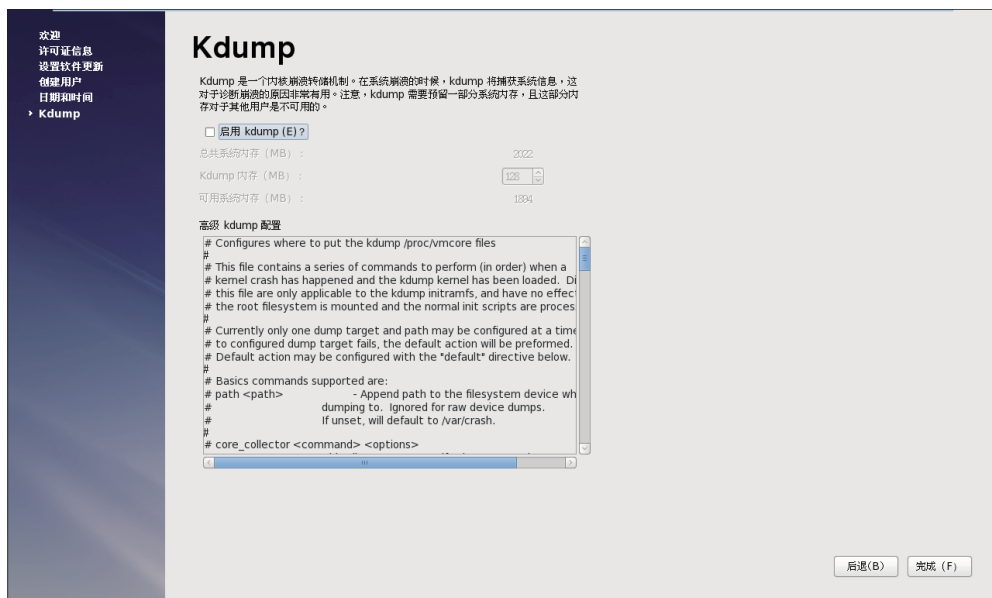 欢迎
许可证信息
设置软件更新
创建用户
日期和时间
Kdump
Kdump
Kdump 是一个内核崩溃转储机制。在系统崩溃的时候，kdump 将捕获系统信息，这
对于诊断崩溃的原因非常有用。注意，kdump 需要预留一部分系统内存，且这部分内
存对于其他用户是不可用的。
启用 kdump (E)？
总共系统内存（MB）： 2022
Kdump 内存（MB）： 128
可用系统内存（MB）： 1894
高级 kdump 配置
# Configures where to put the kdump /proc/vmcore files
#
# This file contains a series of commands to perform (in order) when a
# kernel crash has happened and the kdump kernel has been loaded. Di
# this file are only applicable to the kdump initramfs, and have no effec
# the root filesystem is mounted and the normal init scripts are proces
#
# Currently only one dump target and path may be configured at a time
# to configured dump target fails, the default action will be preformed.
# Default action may be configured with the "default" directive below.
#
# Basics commands supported are:
# path <path> - Append path to the filesystem device wh
# dumping to. Ignored for raw device dumps.
# If unset, will default to /var/crash.
#
# core_collector <command> <options>
后退(B)
完成（F）